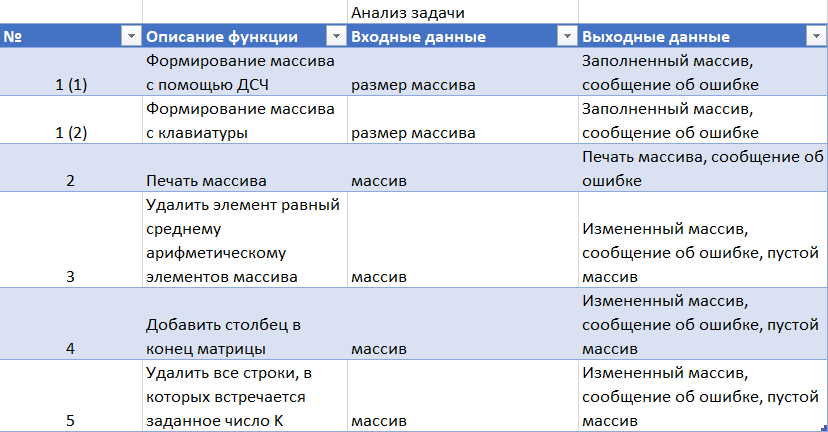 Анализ задачи
№ Описание функции Входные данные Выходные данные
1 (1)
Формирование массива
с помощью ДСЧ
размер массива
Заполненный массив,
сообщение об ошибке
1 (2)
Формирование массива
с клавиатуры
размер массива
Заполненный массив,
сообщение об ошибке
2
Печать массива
массив
Печать массива, сообщение об
ошибке
3
Удалить элемент равный
среднему
арифметическому
элементов массива
массив
Измененный массив,
сообщение об ошибке, пустой
массив
4
Добавить столбец в
конец матрицы
массив
Измененный массив,
сообщение об ошибке, пустой
массив
5
Удалить все строки, в
которых встречается
заданное число K
массив
Измененный массив,
сообщение об ошибке, пустой
массив